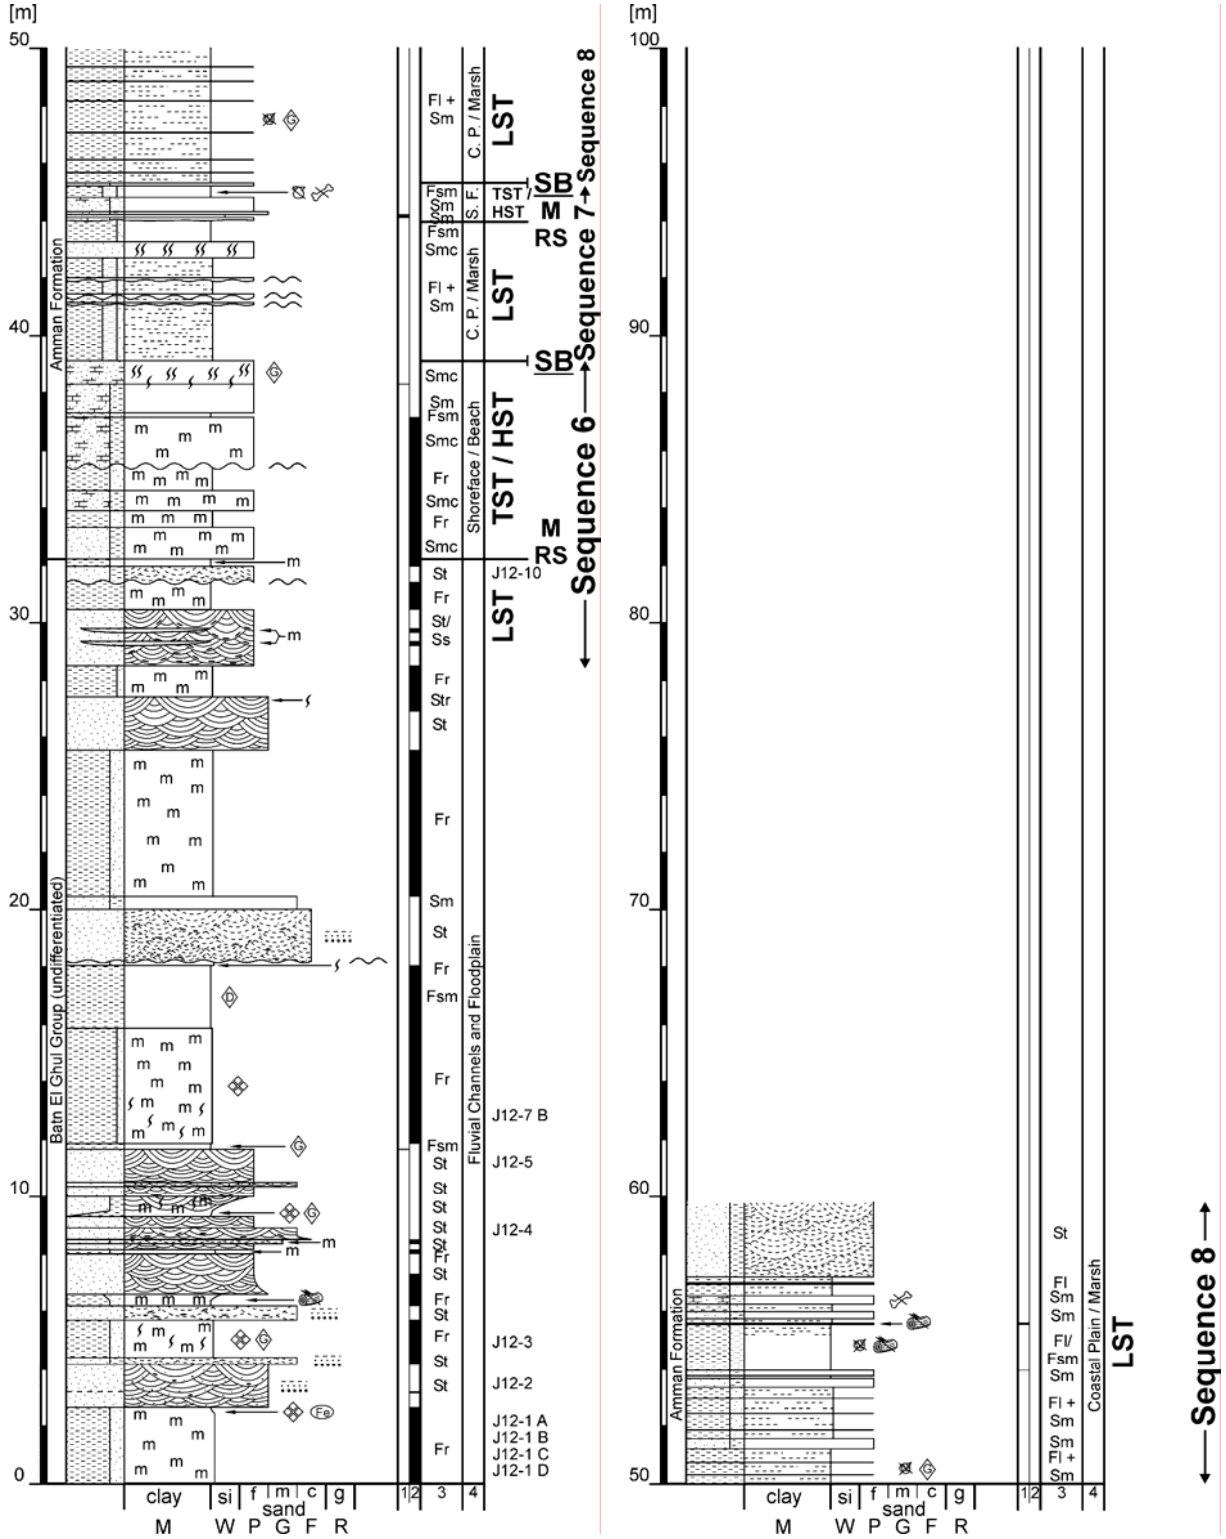 [m]
50
Amman Formation
Fl +
Sm
C. P. / Marsh
LST
Sequence 8
G
SB
Fsm
Sm
Sm
S. F.
TST /
HST
M
RS
Sequence 7
Fsm
Smc
Fl +
Sm
C. P. / Marsh
LST
40
SB
G
Smc
Sm
Fsm
Smc
Fr
Smc
Fr
Smc
Shoreface / Beach
TST / HST
Sequence 6
M
RS
m m m m
m m m m
m m m m
m m m
m m m m m
m
St
J12-10
Fr
m m m m
LST
30
St/
Ss
m
Fr
m m m m
Str
St
Fr
m m m m m m m m m m m
20
Sm
St
Batn El Ghul Group (undifferentiated)
Fluvial Channels and Floodplain
Fr
Fsm
D
Fr
J12-7 B
Fsm
G
St
J12-5
10
St
St
G
St
J12-4
St
m
Fr
m
St
Fr
m m m m
St
Fr
G
J12-3
St
St
J12-2
Fe
J12-1 A
J12-1 B
Fr
J12-1 C
J12-1 D
0
clay
si
f
m
c
g
sand
M
W
P
G
F
R
1
2
3
4
[m]
100
90
80
70
60
St
Fl
Sm
Sm
Fl/
Fsm
Sm
Fl +
Sm
Sm
Fl +
Sm
Amman Formation
Coastal Plain / Marsh
LST
Sequence 8
G
50
clay
si
f
m
c
g
sand
M
W
P
G
F
R
1
2
3
4